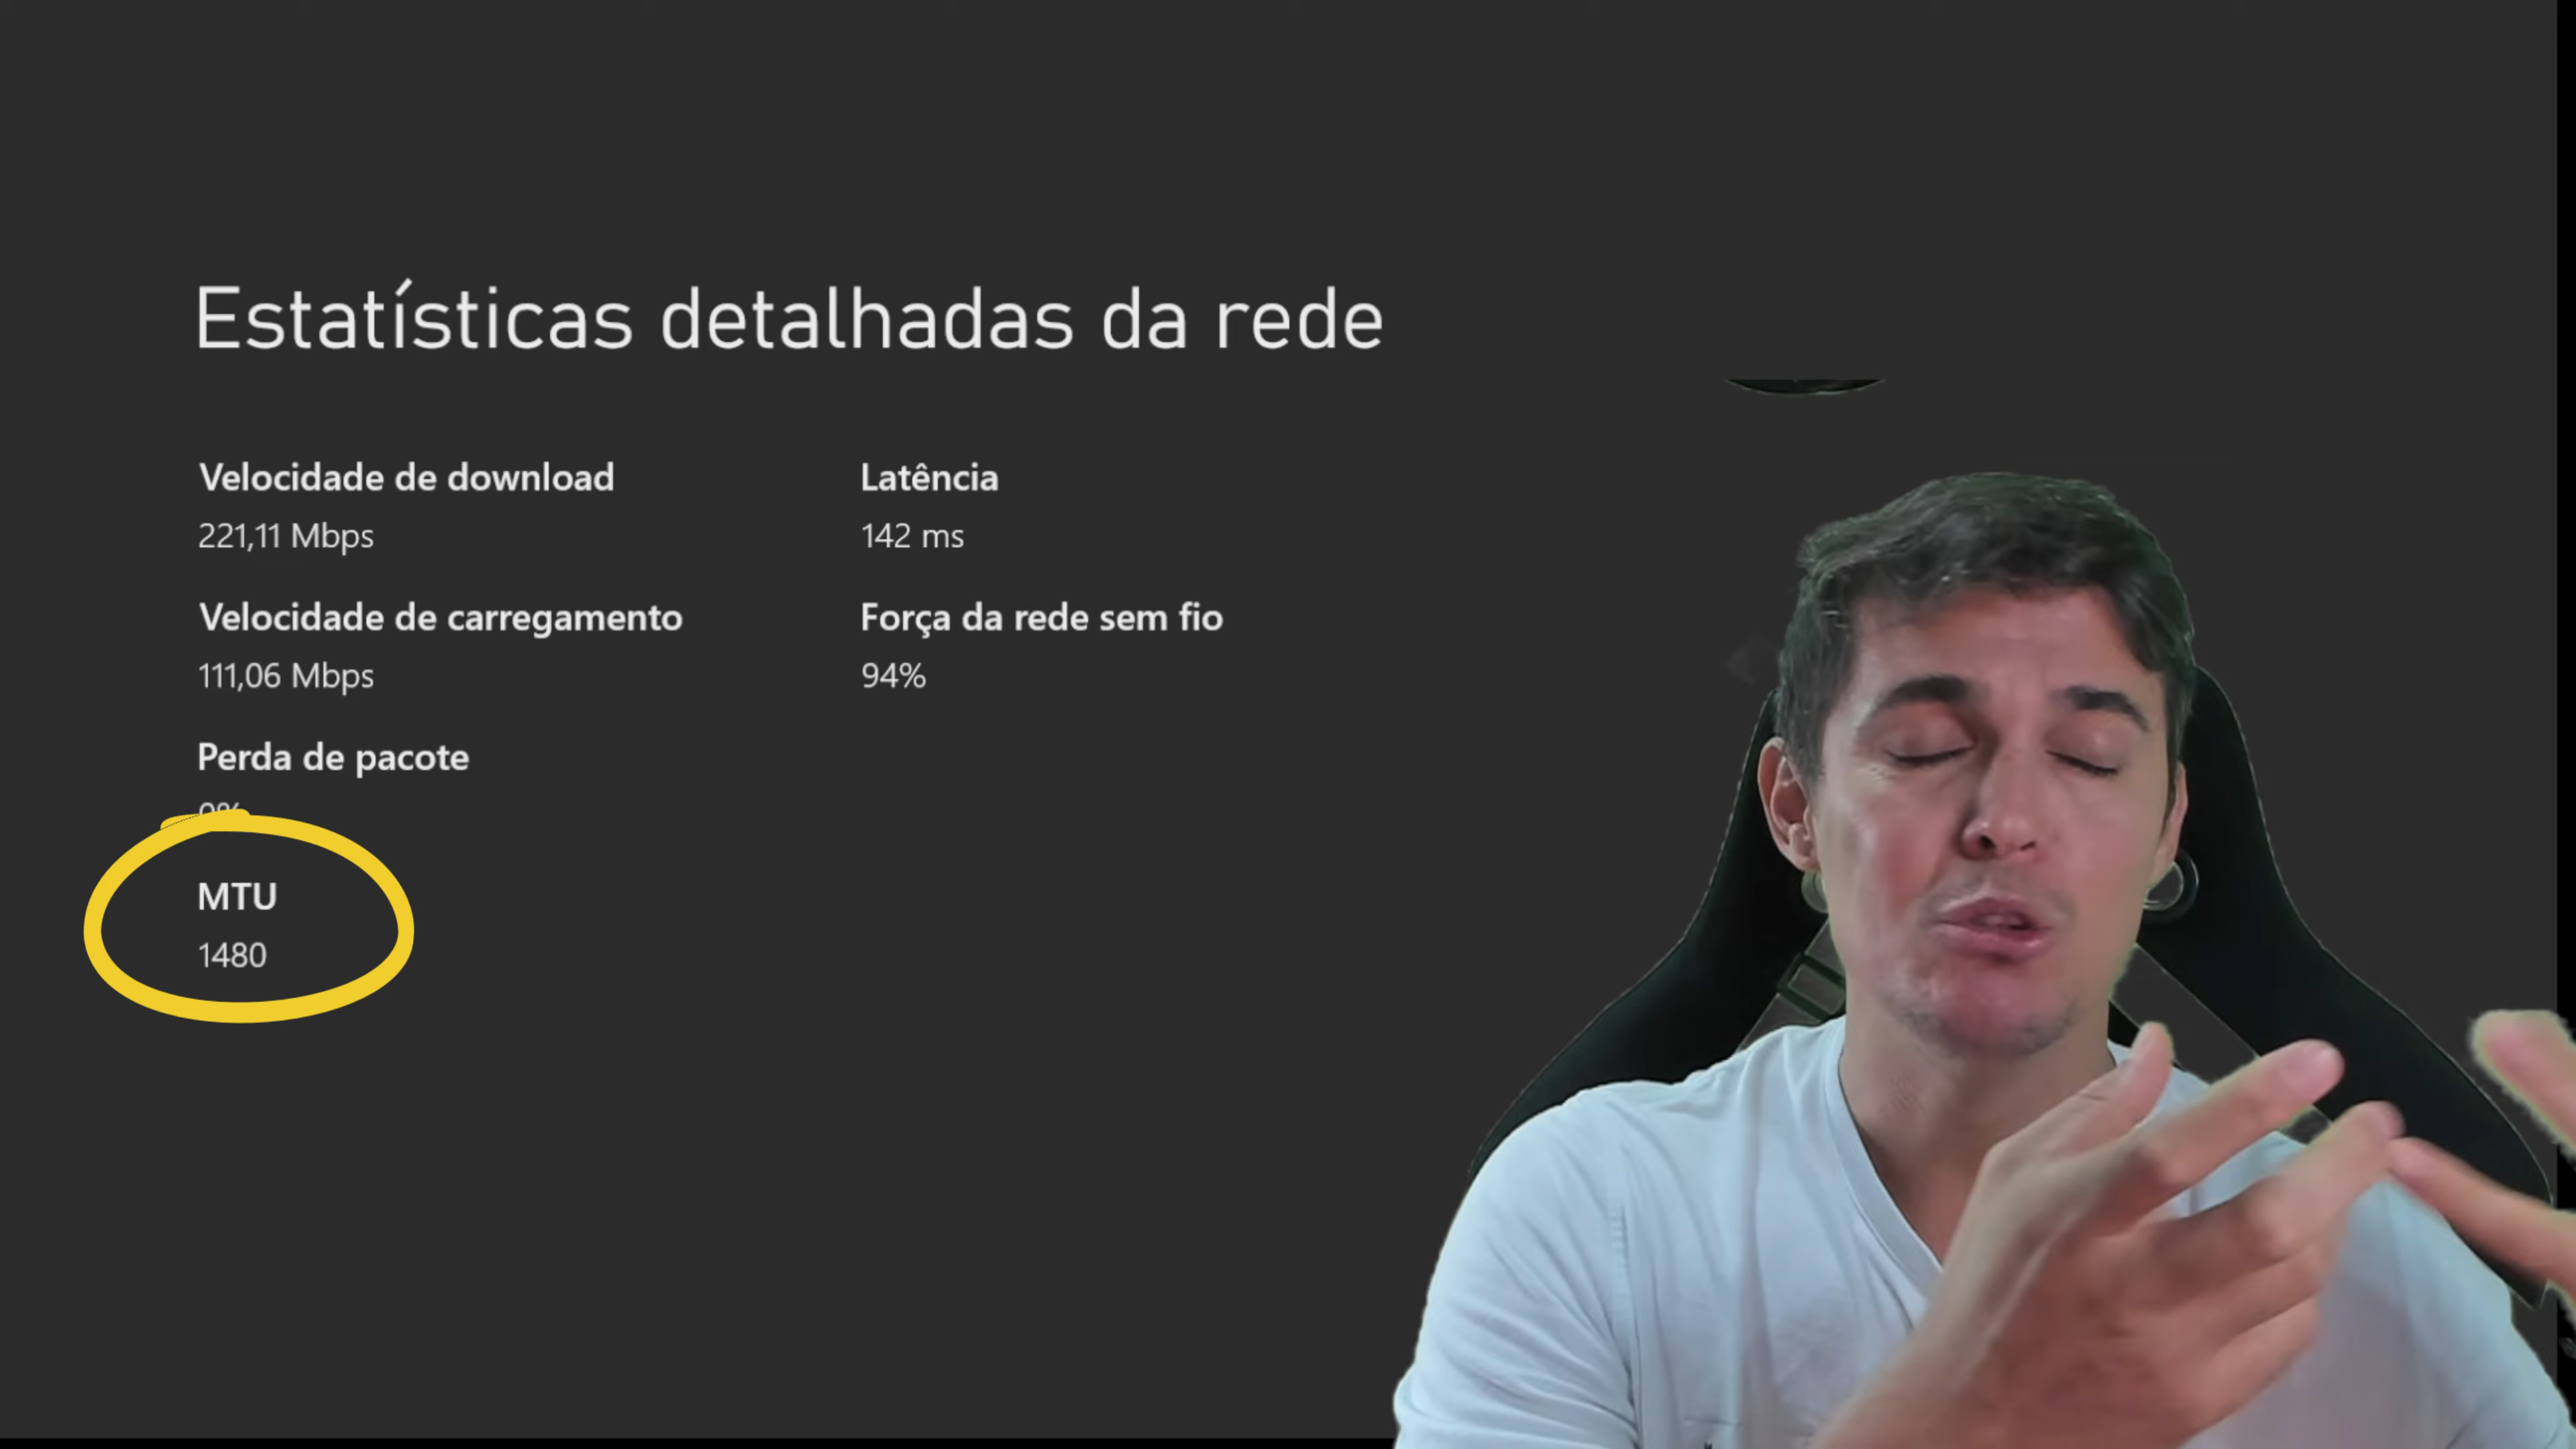 Estatísticas detalhadas da rede
Velocidade de download
221,11 Mbps
Latência
142 ms
Velocidade de carregamento
111,06 Mbps
Força da rede sem fio
94%
Perda de pacote
0%
MTU
1480